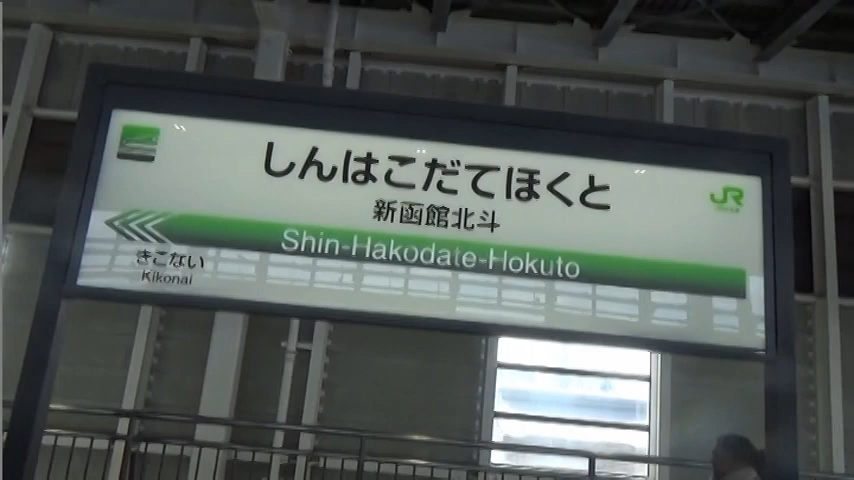 しんはこだてほくと
新函館北斗
Shin-Hakodate-Hokuto
きこない
Kikonai
JR